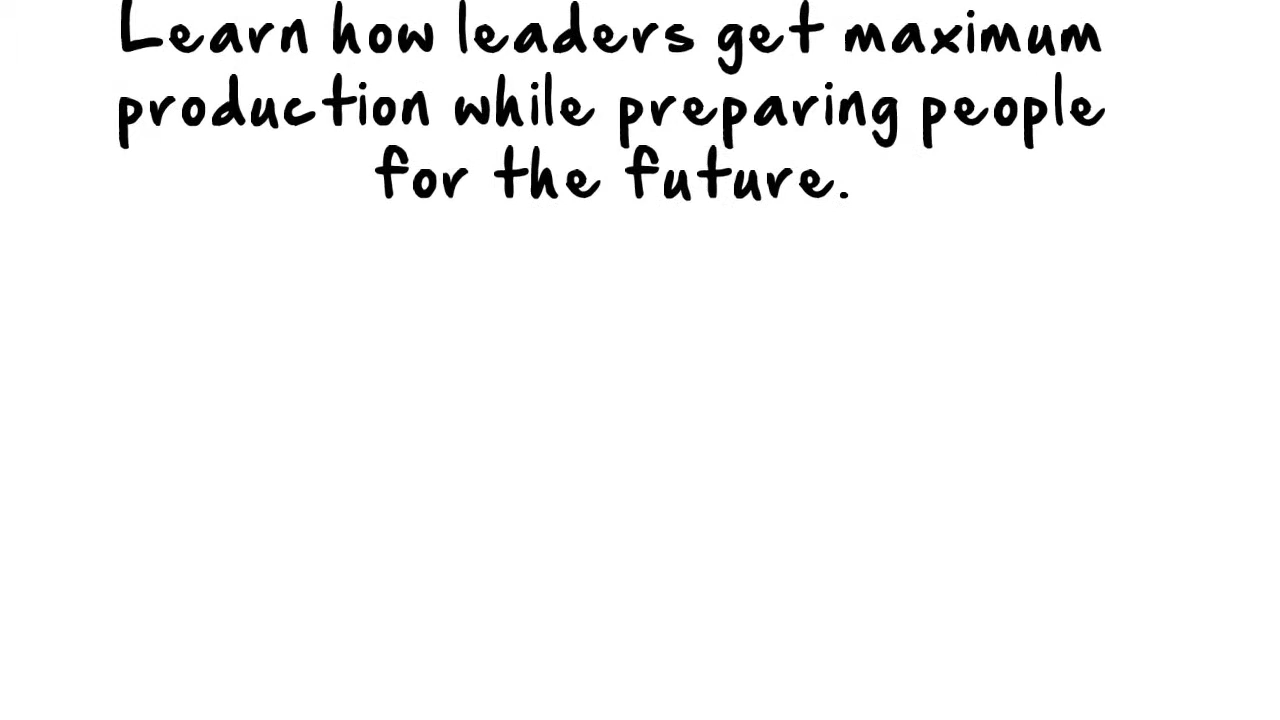 Learn how leaders get maximum
production while preparing people
for the future.